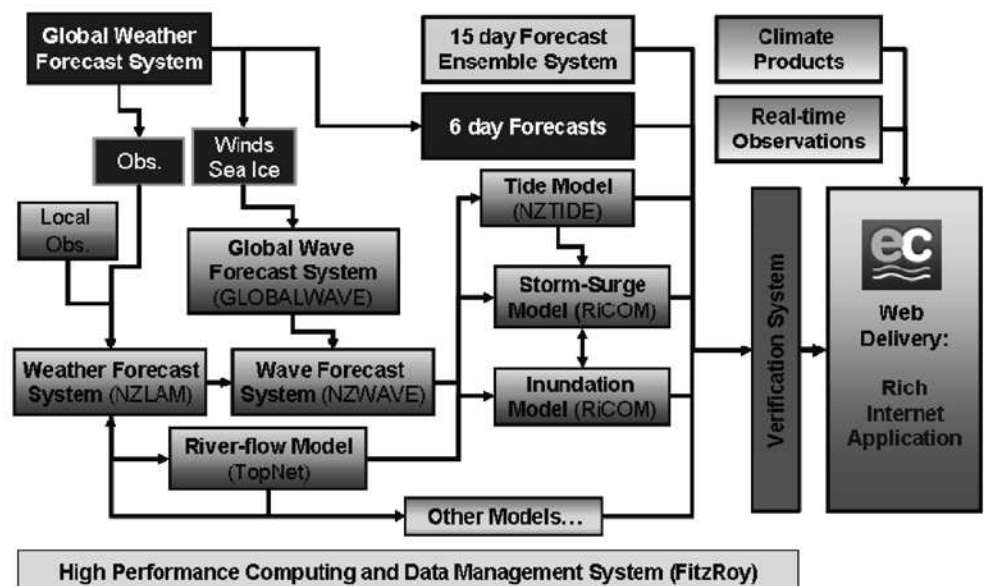 Global Weather
Forecast System
15 day Forecast
Ensemble System
Climate
Products
6 day Forecasts
Real-time
Observations
Obs.
Winds
Sea Ice
Tide Model
(NZTIDE)
Local
Obs.
Global Wave
Forecast System
(GLOBALWAVE)
Storm-Surge
Model (RiCOM)
Weather Forecast
System (NZLAM)
Wave Forecast
System (NZWAVE)
Inundation
Model (RiCOM)
River-flow Model
(TopNet)
Other Models...
Verification System
ec
Web
Delivery:
Rich
Internet
Application
High Performance Computing and Data Management System (FitzRoy)